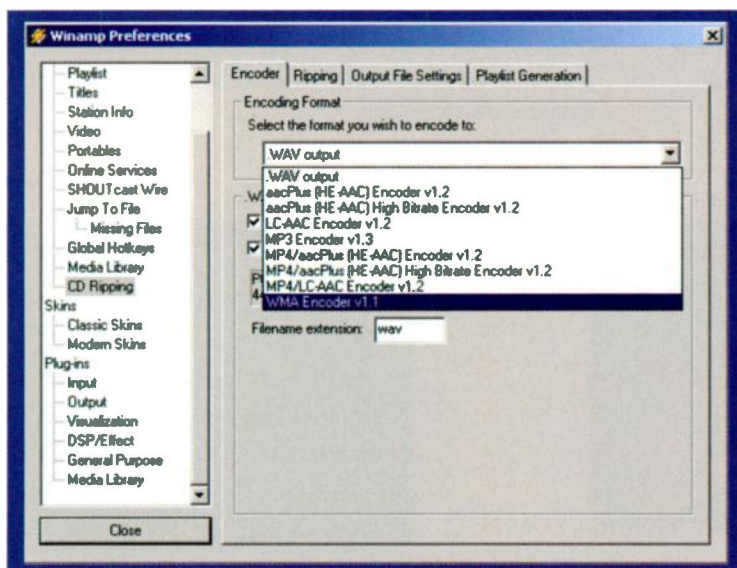 Winamp Preferences
Playlist
Titles
Station Info
Video
Portables
Online Services
SHOUTcast Wire
Jump To File
Missing Files
Global Hotkeys
Media Library
CD Ripping
Skins
Classic Skins
Modern Skins
Plug-ins
Input
Output
Visualization
DSP/Effect
General Purpose
Media Library
Close
Encoder
Ripping
Output File Settings
Playlist Generation
Encoding Format
Select the format you wish to encode to:
.WAV output
.WAV output
aacPlus (HE-AAC) Encoder v1.2
aacPlus (HE-AAC) High Bitrate Encoder v1.2
LC-AAC Encoder v1.2
MP3 Encoder v1.3
MP4/aacPlus (HE-AAC) Encoder v1.2
MP4/aacPlus (HE-AAC) High Bitrate Encoder v1.2
MP4/LC-AAC Encoder v1.2
WMA Encoder v1.1
Filename extension:
wav